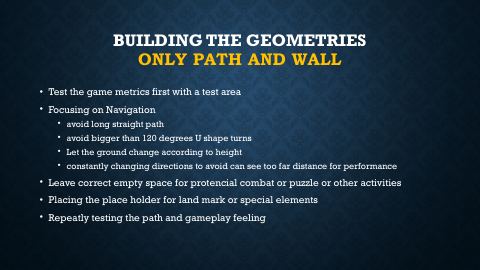 BUILDING THE GEOMETRIES
ONLY PATH AND WALL
• Test the game metrics first with a test area
• Focusing on Navigation
• avoid long straight path
• avoid bigger than 120 degrees U shape turns
• Let the ground change according to height
• constantly changing directions to avoid can see too far distance for performance
• Leave correct empty space for protencial combat or puzzle or other activities
• Placing the place holder for land mark or special elements
• Repeatly testing the path and gameplay feeling